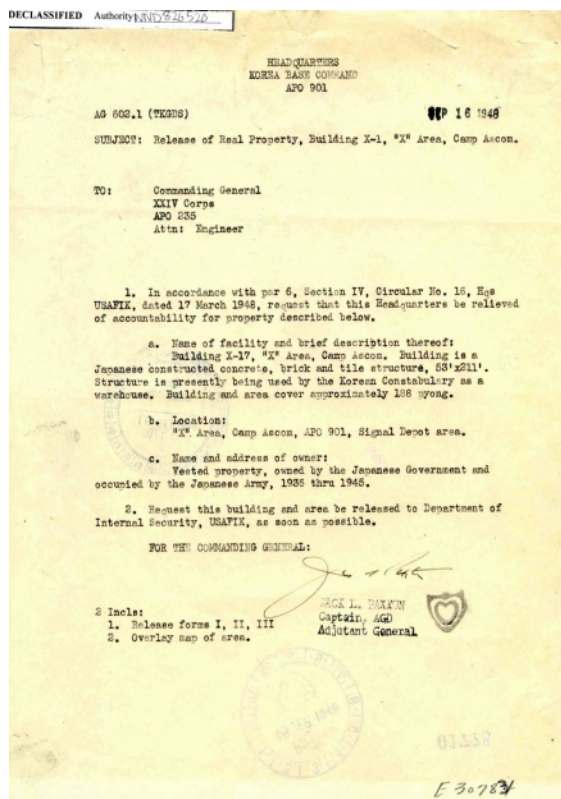 DECLASSIFIED Authority NND 826520
HEADQUARTERS
KOREA BASE COMMAND
APO 901
AG 602.1 (TKGDS)
SEP 16 1948
SUBJECT: Release of Real Property, Building X-1, "X" Area, Camp Ascon.
TO: Commanding General
XXIV Corps
APO 235
Attn: Engineer
1. In accordance with par 6, Section IV, Circular No. 16, Hqs
USAFIK, dated 17 March 1948, request that this Headquarters be relieved
of accountability for property described below.
a. Name of facility and brief description thereof:
Building X-17, "X" Area, Camp Ascon. Building is a
Japanese constructed concrete, brick and tile structure, 53'x211'.
Structure is presently being used by the Korean Constabulary as a
warehouse. Building and area cover approximately 188 pyong.
b. Location:
"X" Area, Camp Ascon, APO 901, Signal Depot area.
c. Name and address of owner:
Vested property, owned by the Japanese Government and
occupied by the Japanese Army, 1935 thru 1945.
2. Request this building and area be released to Department of
Internal Security, USAFIK, as soon as possible.
FOR THE COMMANDING GENERAL:
JACK L.
Captain, AGD
Adjutant General
2 Incls:
1. Release forms I, II, III
2. Overlay map of area.
01778